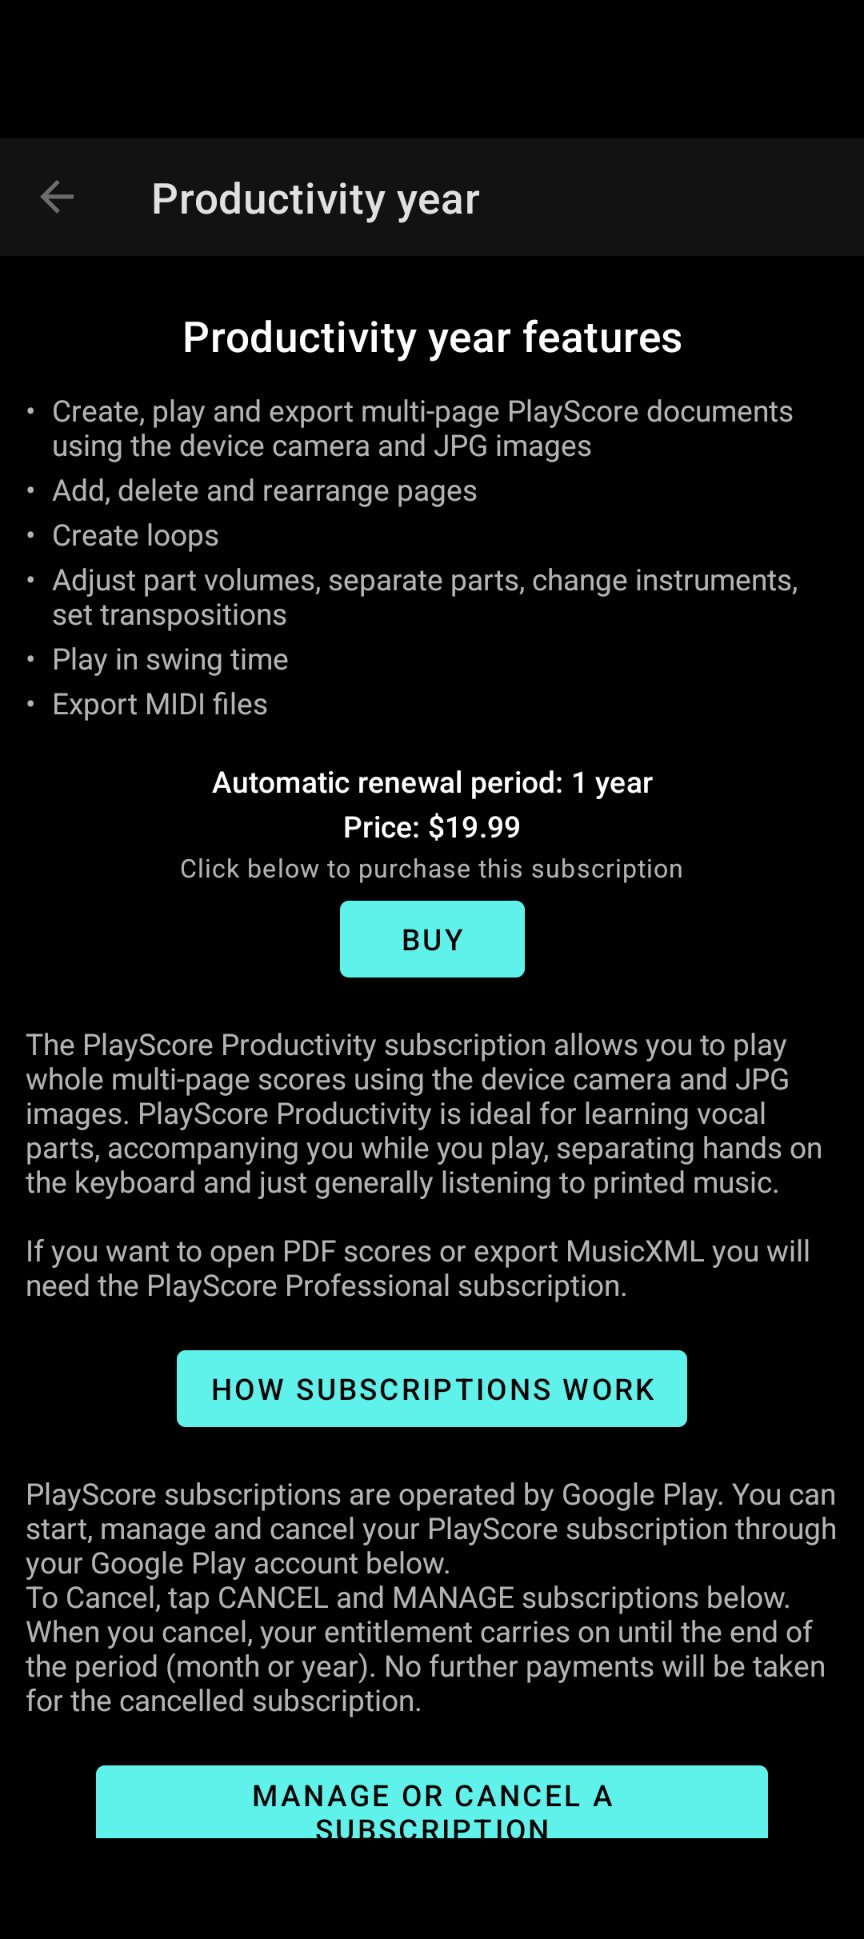 Productivity year
Productivity year features
• Create, play and export multi-page PlayScore documents
using the device camera and JPG images
• Add, delete and rearrange pages
• Create loops
• Adjust part volumes, separate parts, change instruments,
set transpositions
• Play in swing time
• Export MIDI files
Automatic renewal period: 1 year
Price: $19.99
Click below to purchase this subscription
BUY
The PlayScore Productivity subscription allows you to play
whole multi-page scores using the device camera and JPG
images. PlayScore Productivity is ideal for learning vocal
parts, accompanying you while you play, separating hands on
the keyboard and just generally listening to printed music.
If you want to open PDF scores or export MusicXML you will
need the PlayScore Professional subscription.
HOW SUBSCRIPTIONS WORK
PlayScore subscriptions are operated by Google Play. You can
start, manage and cancel your PlayScore subscription through
your Google Play account below.
To Cancel, tap CANCEL and MANAGE subscriptions below.
When you cancel, your entitlement carries on until the end of
the period (month or year). No further payments will be taken
for the cancelled subscription.
MANAGE OR CANCEL A
SUBSCRIPTION